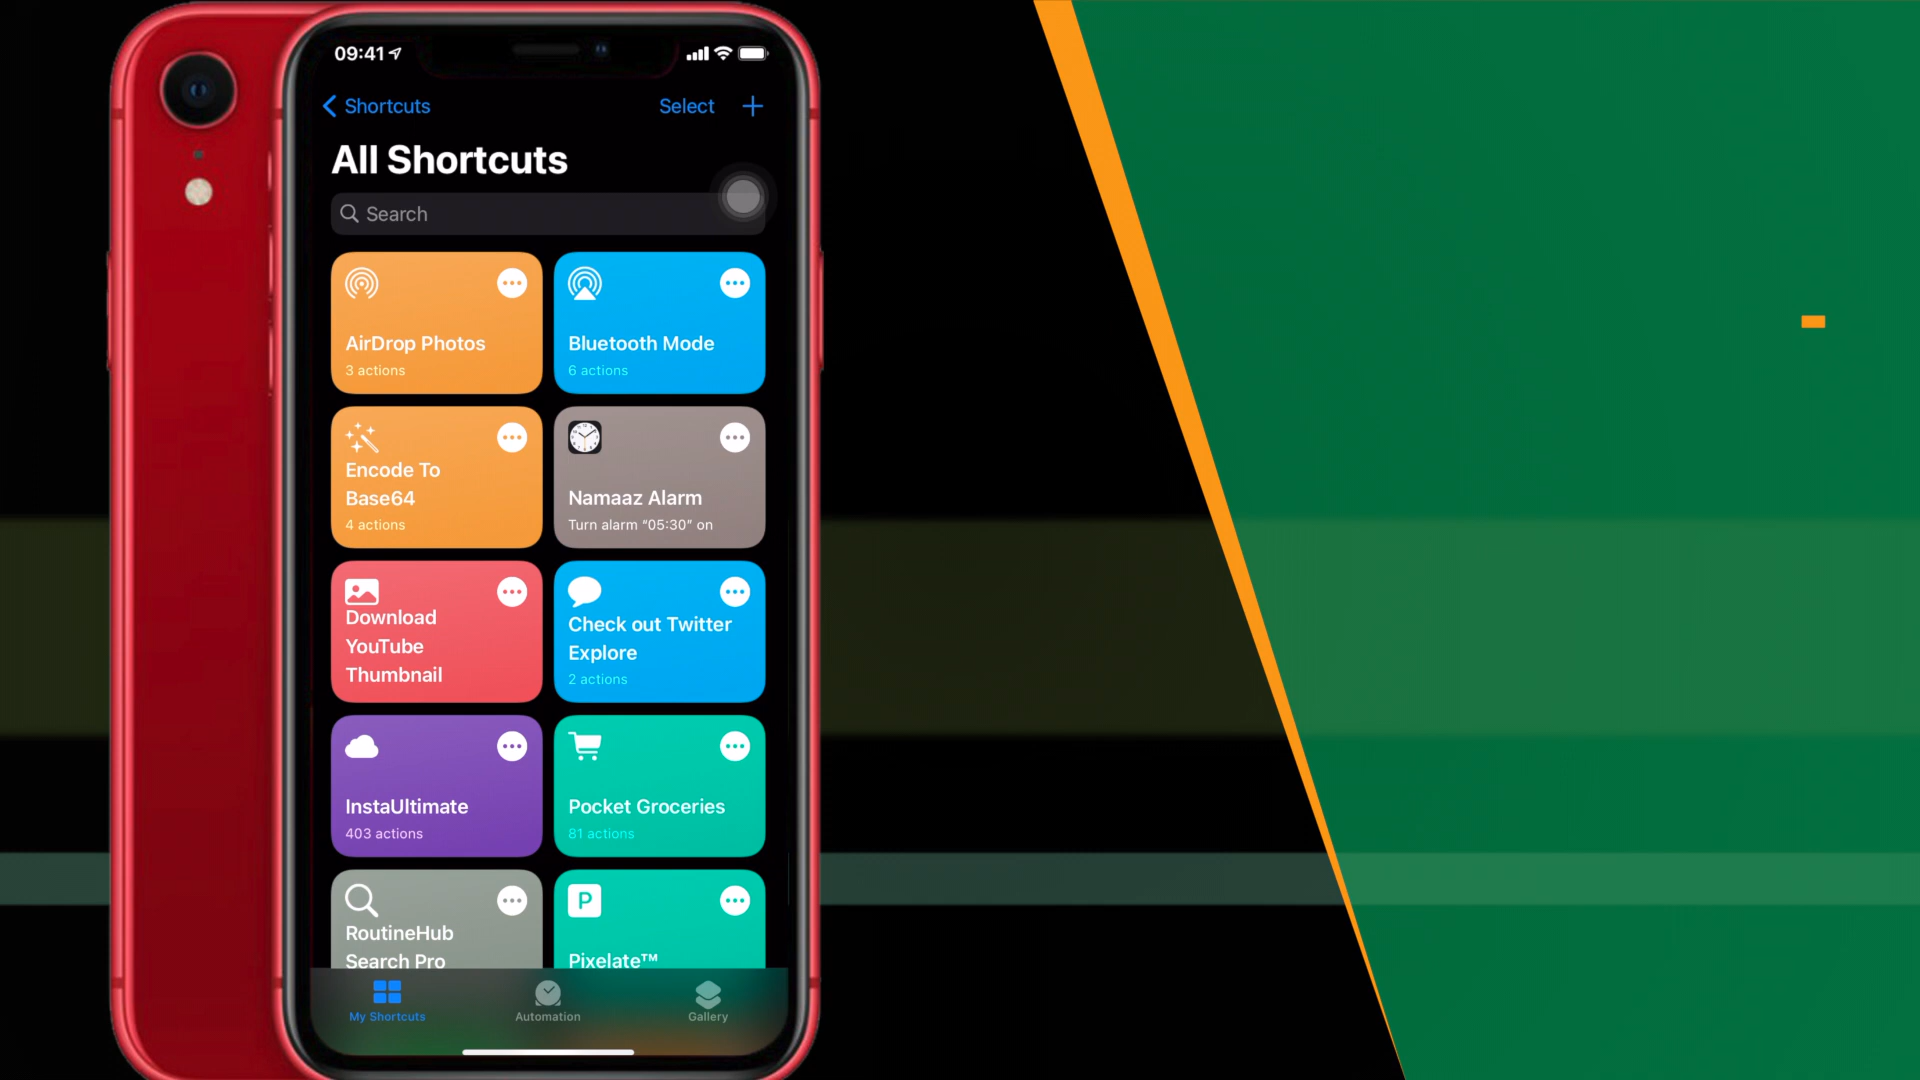 09:41
Shortcuts
Select
All Shortcuts
Search
AirDrop Photos
3 actions
Bluetooth Mode
6 actions
Encode To
Base64
4 actions
Namaaz Alarm
Turn alarm “05:30” on
Download
YouTube
Thumbnail
Check out Twitter
Explore
2 actions
InstaUltimate
403 actions
Pocket Groceries
81 actions
RoutineHub
Search Pro
P
Pixelate™
My Shortcuts
Automation
Gallery